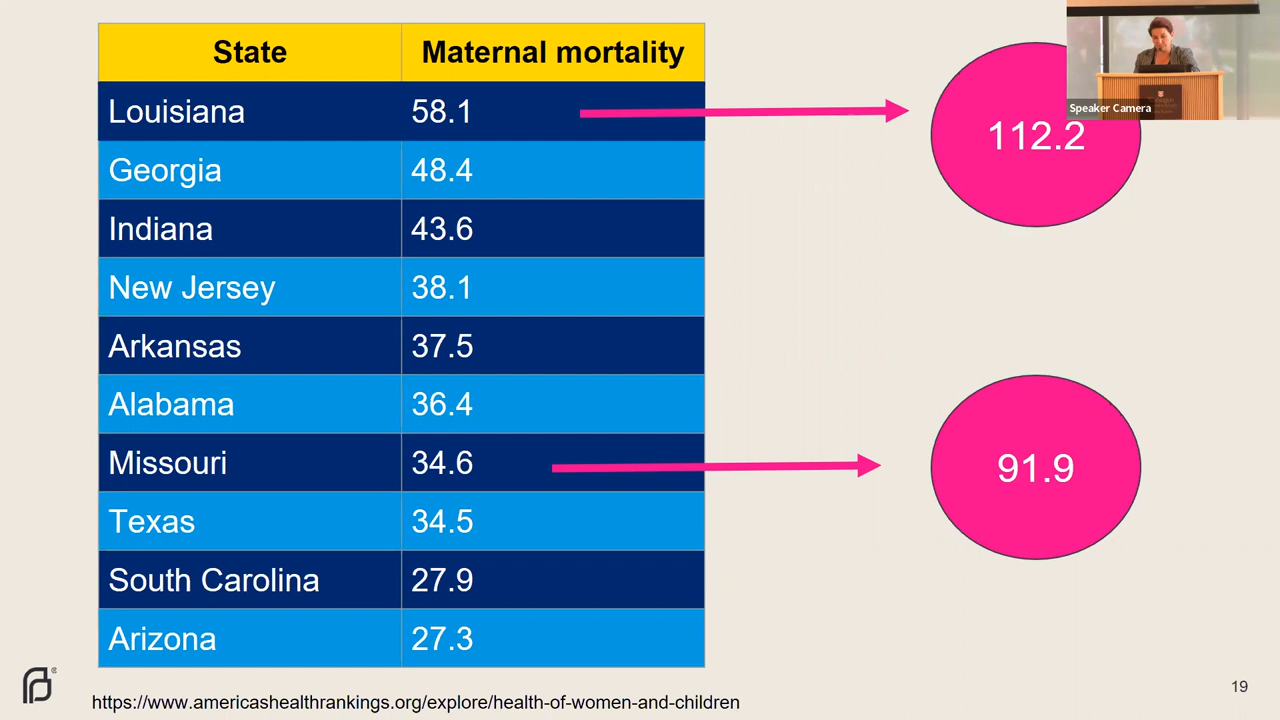 State Maternal mortality
Louisiana 58.1
112.2
Georgia 48.4
Indiana 43.6
New Jersey 38.1
Arkansas 37.5
Alabama 36.4
Missouri 34.6
91.9
Texas 34.5
South Carolina 27.9
Arizona 27.3
https://www.americashealthrankings.org/explore/health-of-women-and-children
19
Speaker Camera